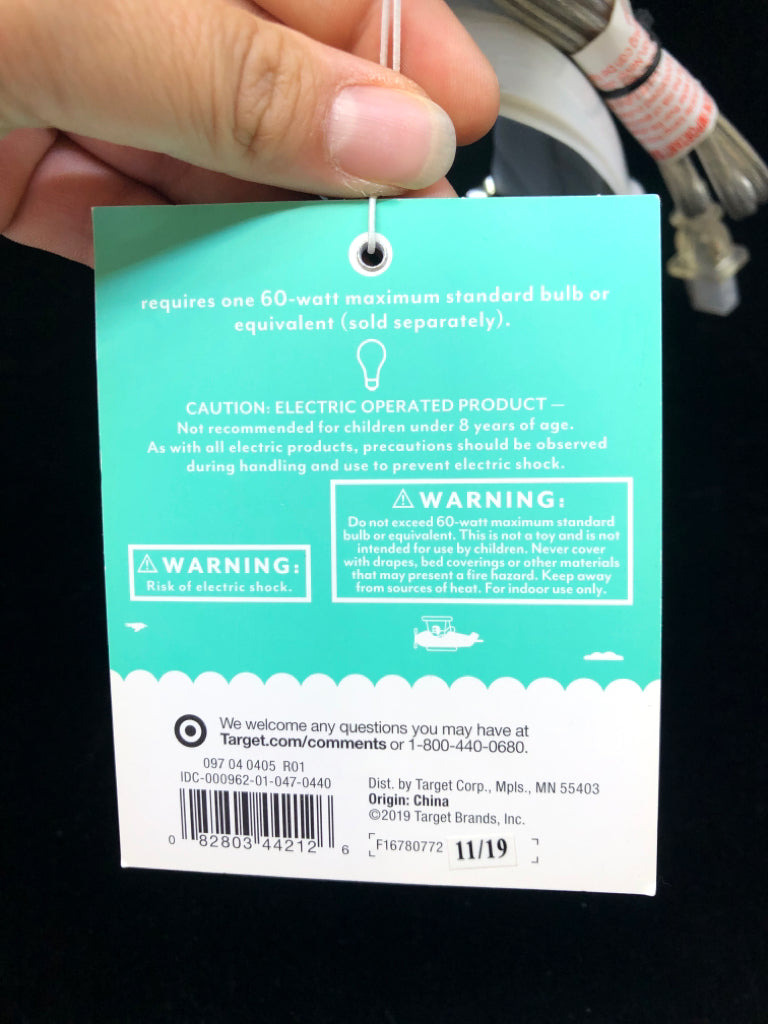 requires one 60-watt maximum standard bulb or
equivalent (sold separately).
CAUTION: ELECTRIC OPERATED PRODUCT —
Not recommended for children under 8 years of age.
As with all electric products, precautions should be observed
during handling and use to prevent electric shock.
⚠ WARNING:
Risk of electric shock.
⚠ WARNING:
Do not exceed 60-watt maximum standard
bulb or equivalent. This is not a toy and is not
intended for use by children. Never cover
with drapes, bed coverings or other materials
that may present a fire hazard. Keep away
from sources of heat. For indoor use only.
We welcome any questions you may have at
Target.com/comments or 1-800-440-0680.
097 04 0405 R01
IDC-000962-01-047-0440
0 82803 44212 6
Dist. by Target Corp., Mpls., MN 55403
Origin: China
©2019 Target Brands, Inc.
F16780772 11/19